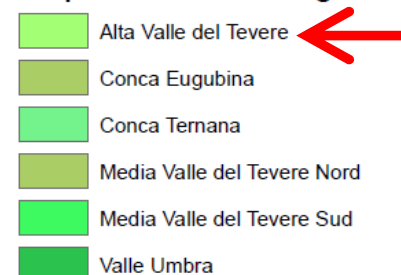 Alta Valle del Tevere
Conca Eugubina
Conca Ternana
Media Valle del Tevere Nord
Media Valle del Tevere Sud
Valle Umbra